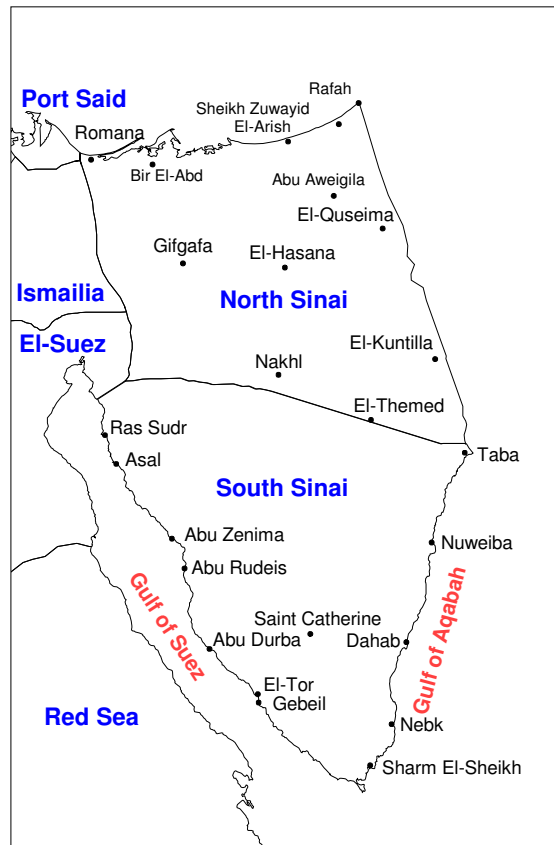 Rafah
Port Said
Sheikh Zuwayid
El-Arish
Romana
Bir El-Abd
Abu Aweigila
El-Quseima
Gifgafa
El-Hasana
Ismailia
North Sinai
El-Suez
El-Kuntilla
Nakhl
El-Themed
Ras Sudr
Taba
Asal
South Sinai
Abu Zenima
Nuweiba
Abu Rudeis
Gulf of Suez
Gulf of Aqabah
Saint Catherine
Abu Durba
Dahab
El-Tor
Gebeil
Red Sea
Nebk
Sharm El-Sheikh